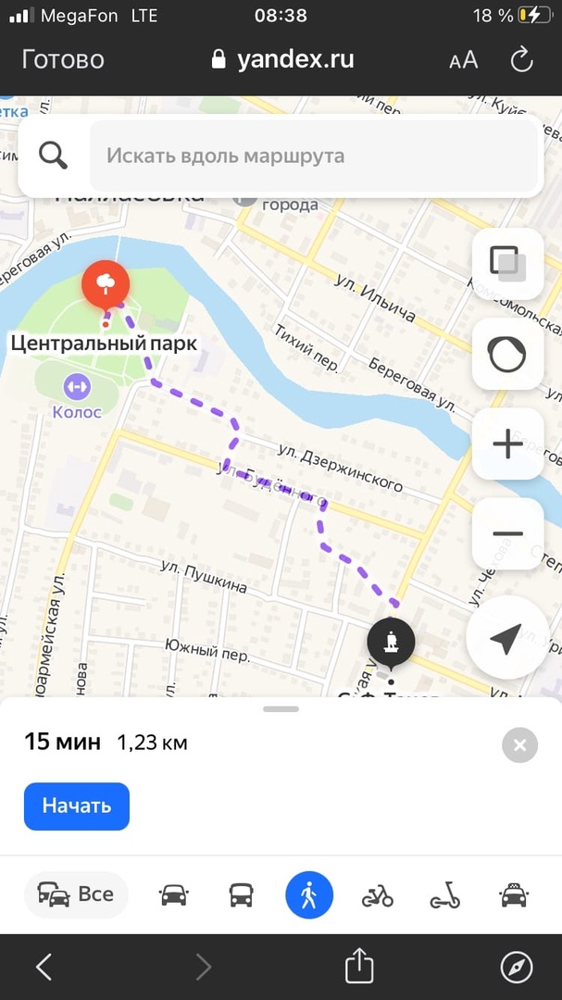 MegaFon LTE 08:38 18 %
Готово yandex.ru AA
Искать вдоль маршрута
города
ул. Ильича
Тихий пер.
Береговая ул.
Центральный парк
Колос
ул. Дзержинского
ул. Будённого
ул. Пушкина
ул. Чехова
Южный пер.
15 мин 1,23 км
Начать
Все